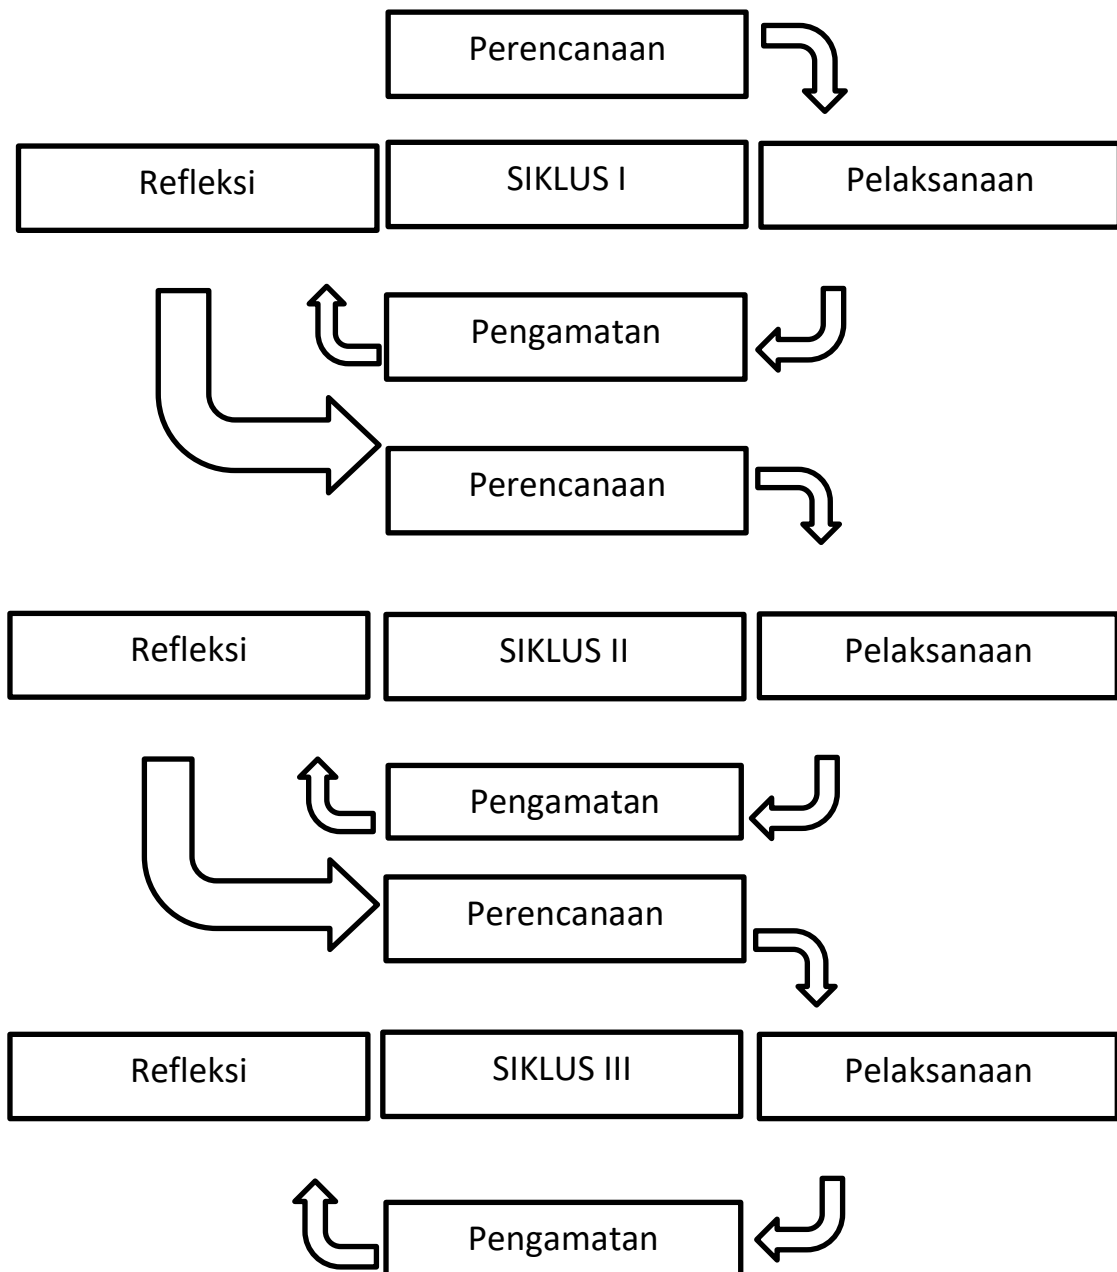 Perencanaan
Refleksi
SIKLUS I
Pelaksanaan
Pengamatan
Perencanaan
Refleksi
SIKLUS II
Pelaksanaan
Pengamatan
Perencanaan
Refleksi
SIKLUS III
Pelaksanaan
Pengamatan